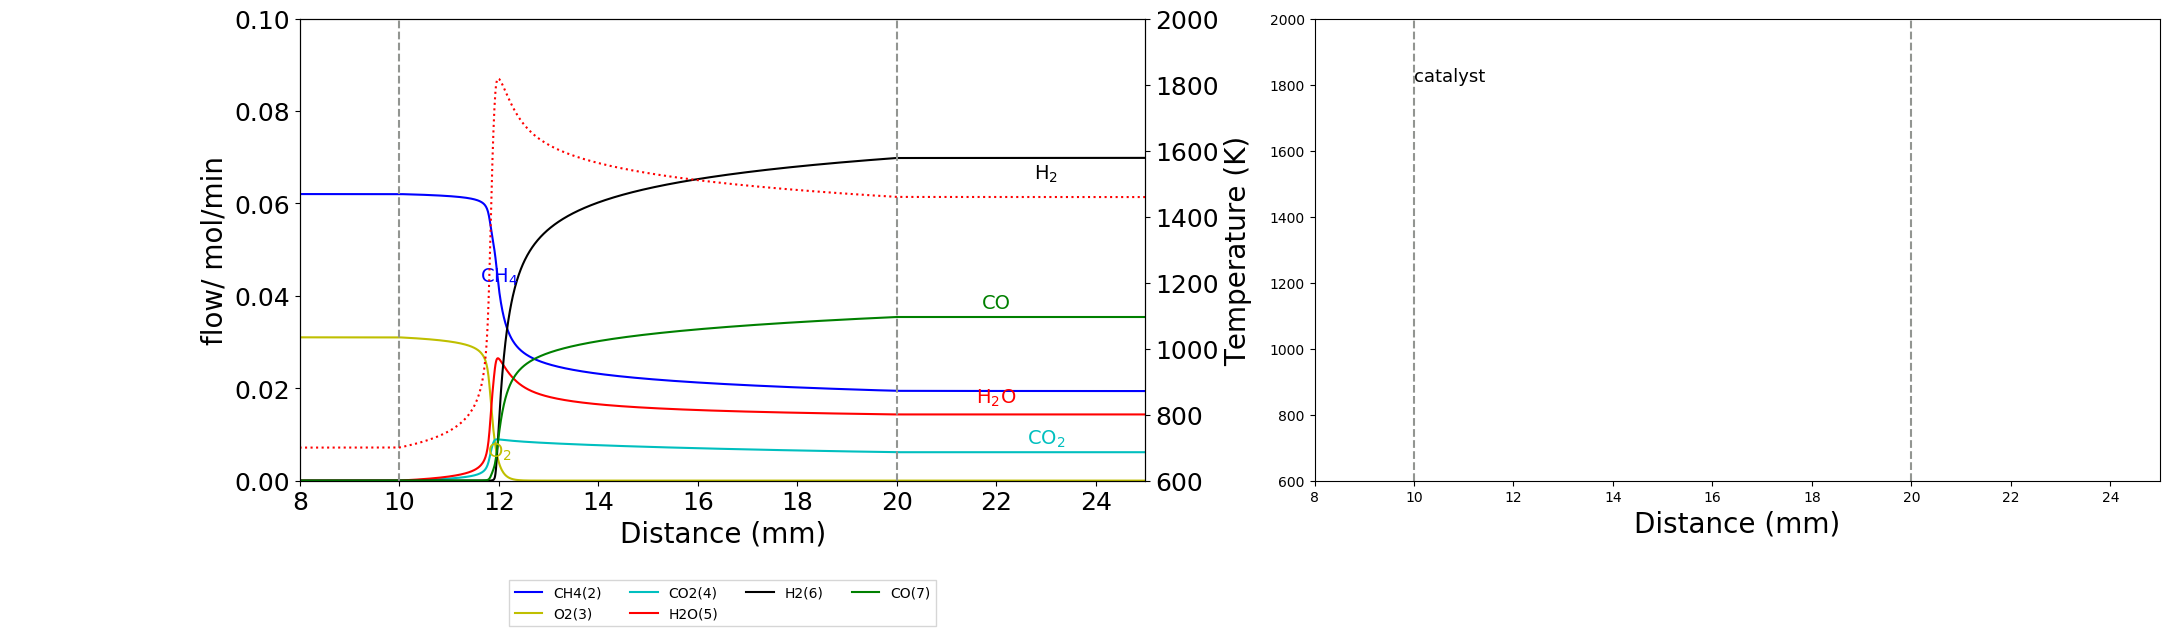 0.10
0.08
0.06
0.04
0.02
0.00
flow/ mol/min
8 10 12 14 16 18 20 22 24
Distance (mm)
2000
1800
1600
1400
1200
1000
800
600
Temperature (K)
CH₄
O₂
H₂
CO
H₂O
CO₂
CH4(2) CO2(4) H2(6) CO(7)
O2(3) H2O(5)
2000
1800
1600
1400
1200
1000
800
600
catalyst
8 10 12 14 16 18 20 22 24
Distance (mm)